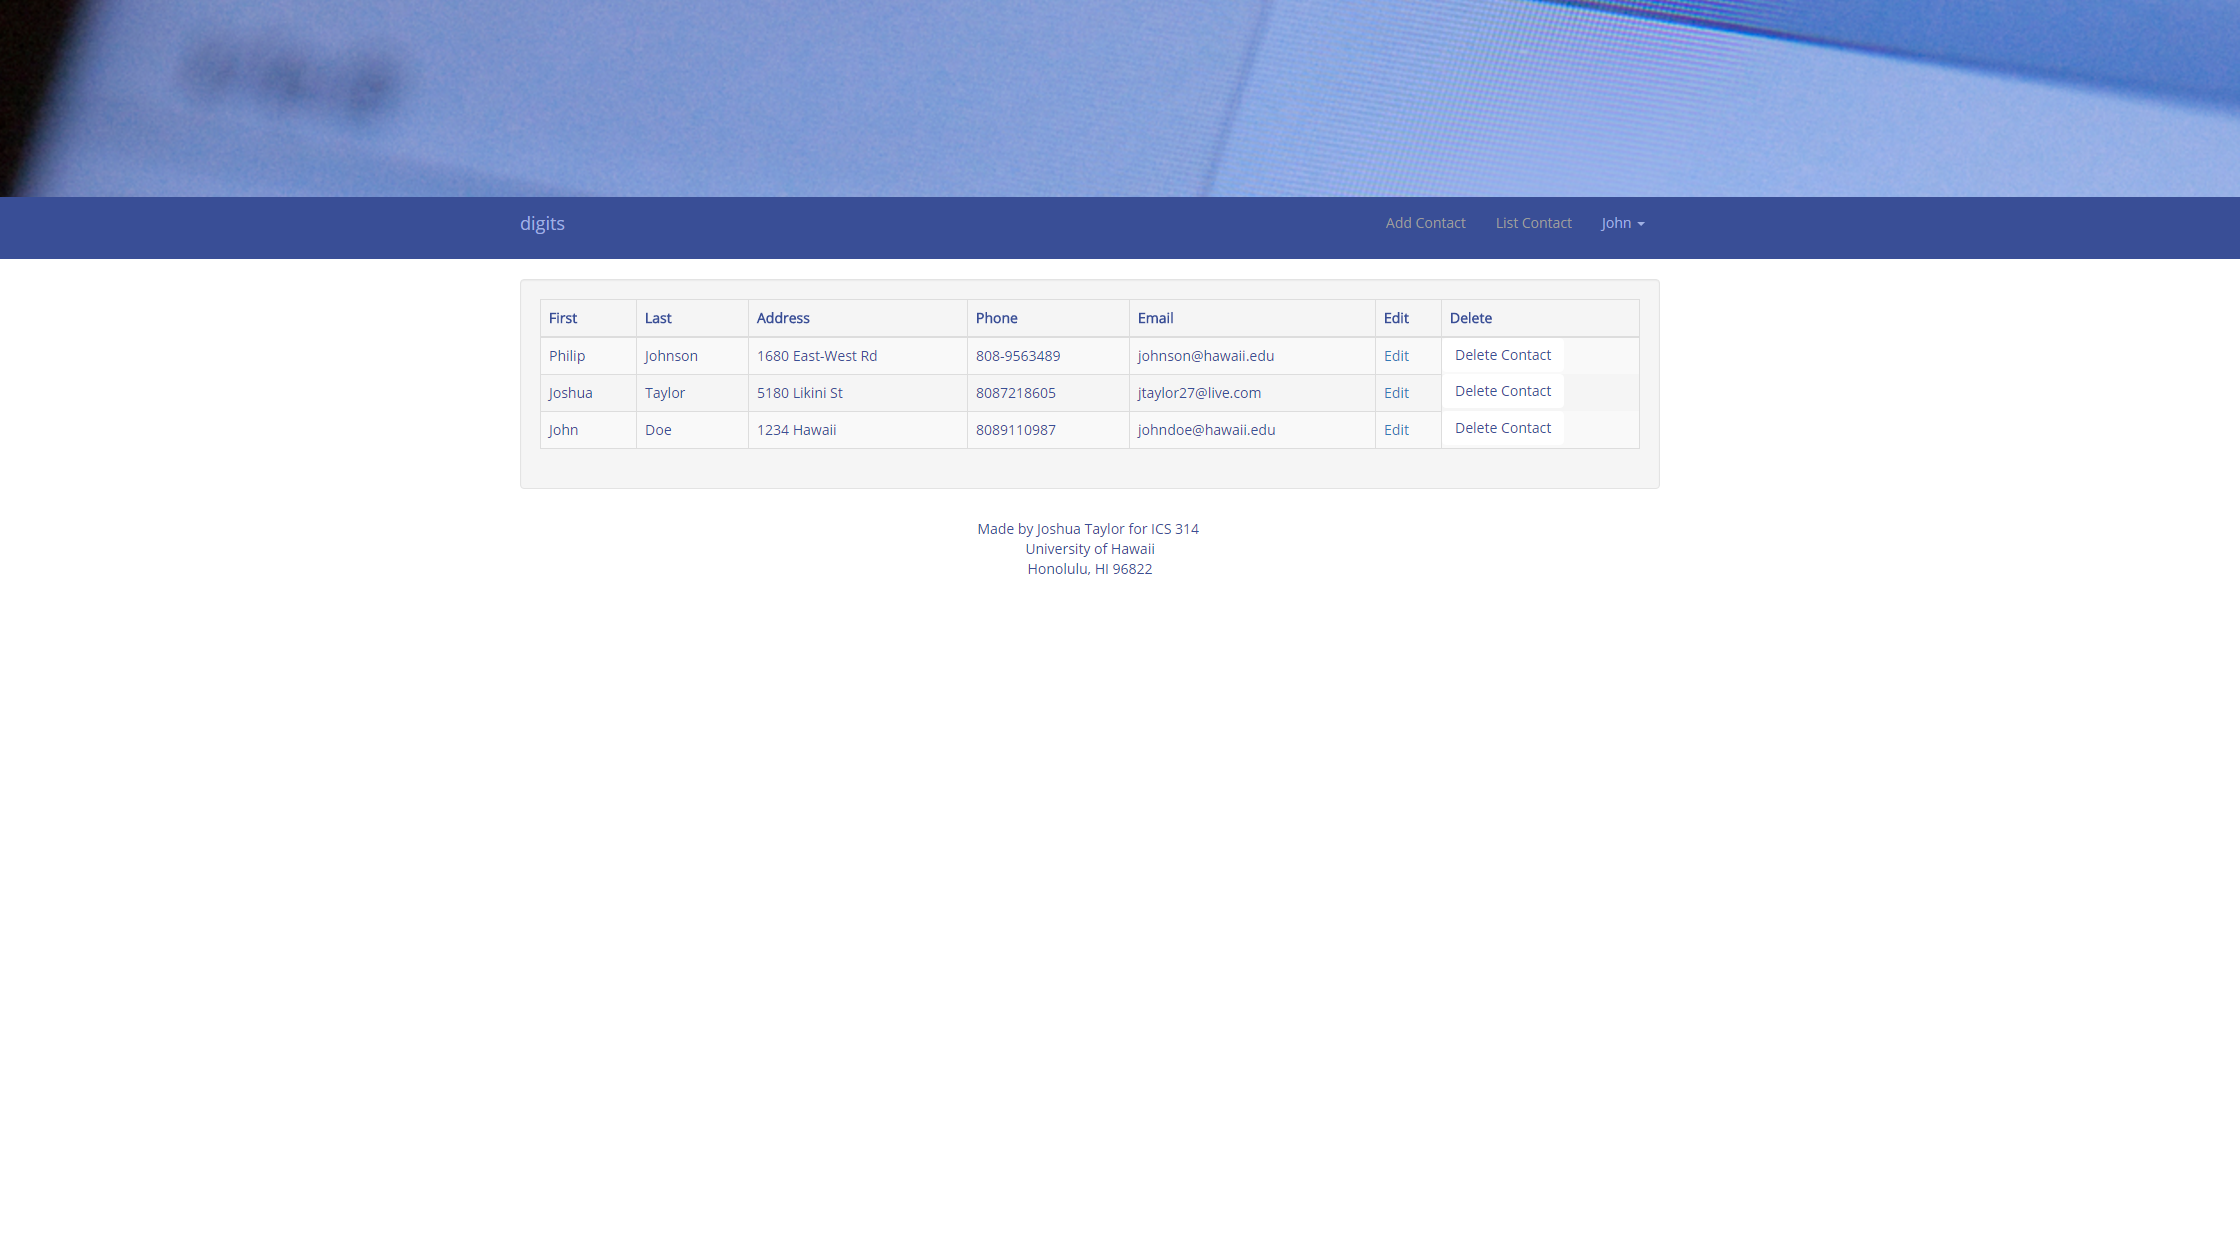 digits Add Contact List Contact John
First Last Address Phone Email Edit Delete
Philip Johnson 1680 East-West Rd 808-9563489 johnson@hawaii.edu Edit Delete Contact
Joshua Taylor 5180 Likini St 8087218605 jtaylor27@live.com Edit Delete Contact
John Doe 1234 Hawaii 8089110987 johndoe@hawaii.edu Edit Delete Contact
Made by Joshua Taylor for ICS 314
University of Hawaii
Honolulu, HI 96822